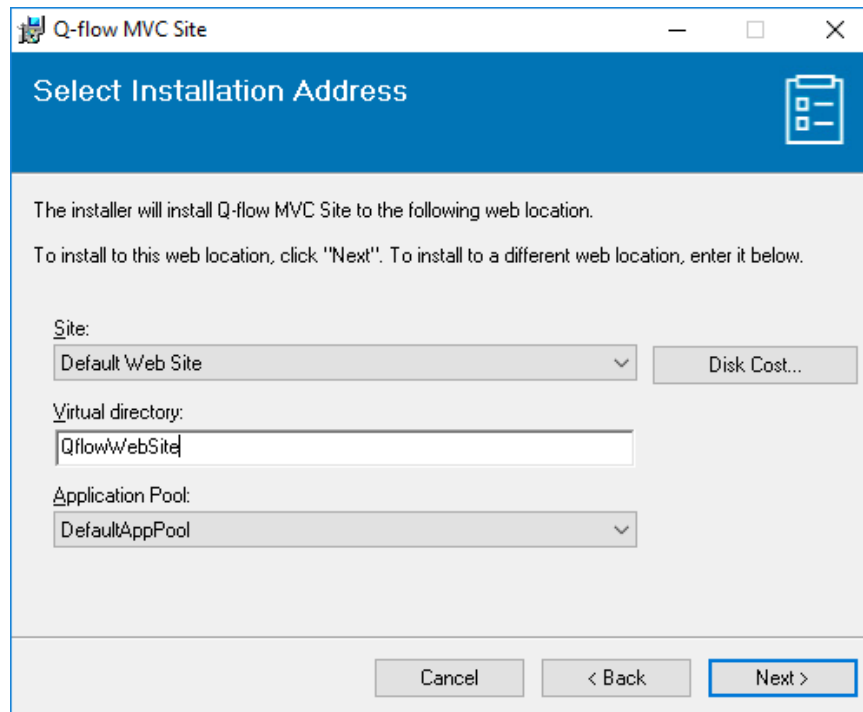 Q-flow MVC Site
Select Installation Address
The installer will install Q-flow MVC Site to the following web location.
To install to this web location, click "Next". To install to a different web location, enter it below.
Site:
Default Web Site
Disk Cost...
Virtual directory:
QflowWebSite
Application Pool:
DefaultAppPool
Cancel
< Back
Next >